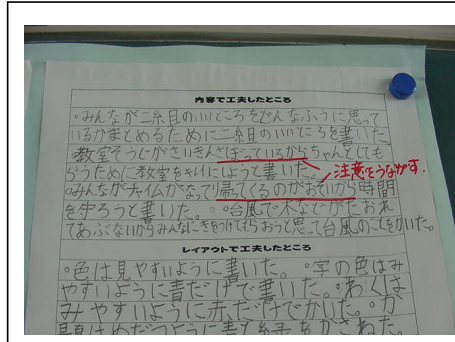 内容で工夫したところ
・みんなが二組のいいところをどんなふうに思って
いるかまとめるために二組のいいところを書いた。
教室そうじがさいきんさぼっているからちゃんとしても
らうために教室をきれいにしようと書いた。
注意をうながす。
・みんながチャイムがなって帰ってくるのがおそいから時間
を守ろうと書いた。・台風で木などがたおれ
てあぶないからみんなに気をつけてもらおうと思って台風のことをかいた。
レイアウトで工夫したところ
・色は見やすいように書いた。・字の色はみ
やすいように青だけで書いた。・わくは
みやすいように赤だけでかいた。・か